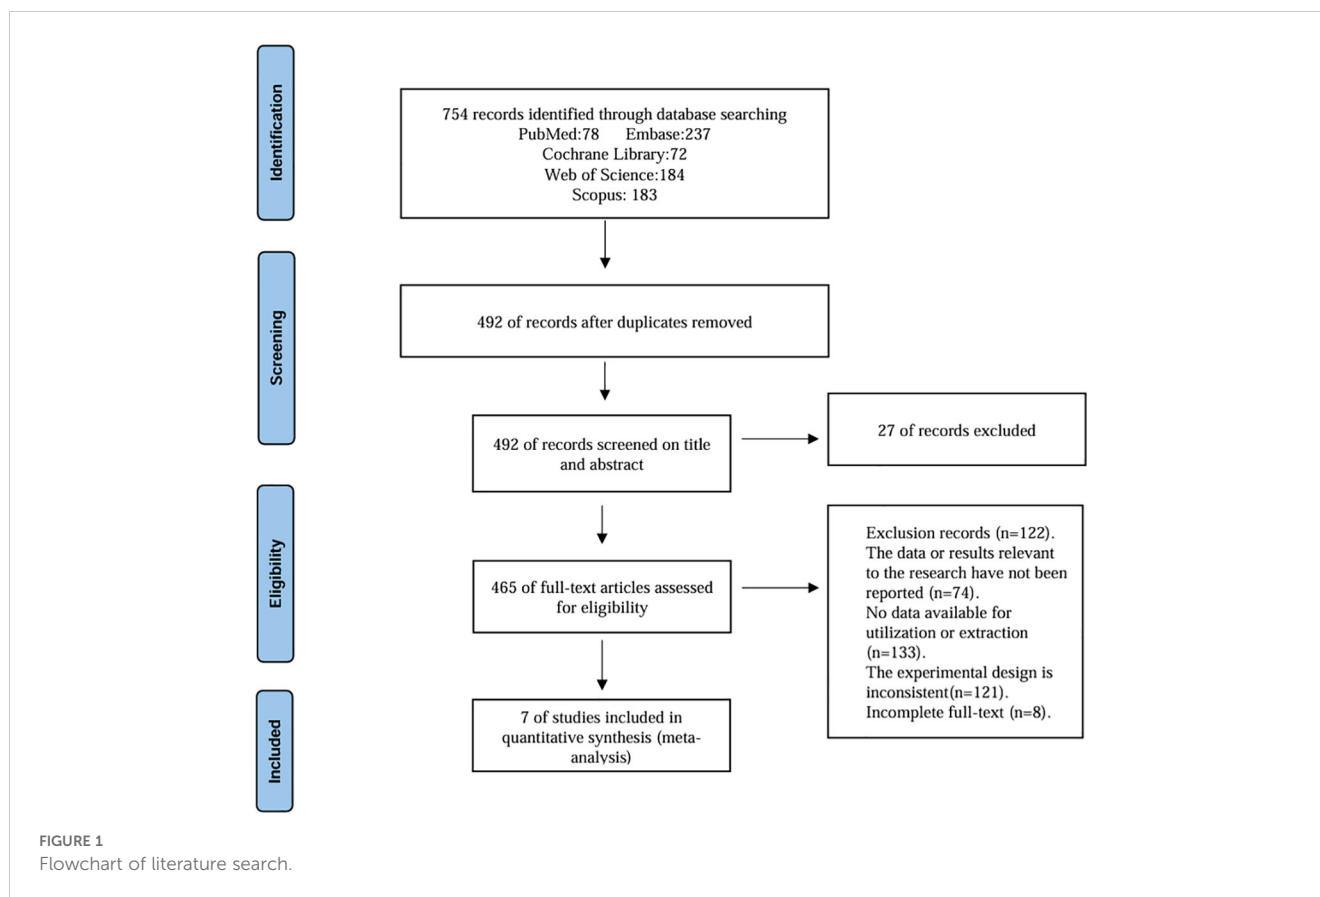 Identification
754 records identified through database searching
PubMed:78 Embase:237
Cochrane Library:72
Web of Science:184
Scopus: 183
Screening
492 of records after duplicates removed
492 of records screened on title
and abstract
27 of records excluded
Eligibility
465 of full-text articles assessed
for eligibility
Exclusion records (n=122).
The data or results relevant
to the research have not been
reported (n=74).
No data available for
utilization or extraction
(n=133).
The experimental design is
inconsistent(n=121).
Incomplete full-text (n=8).
Included
7 of studies included in
quantitative synthesis (meta-
analysis)
FIGURE 1
Flowchart of literature search.